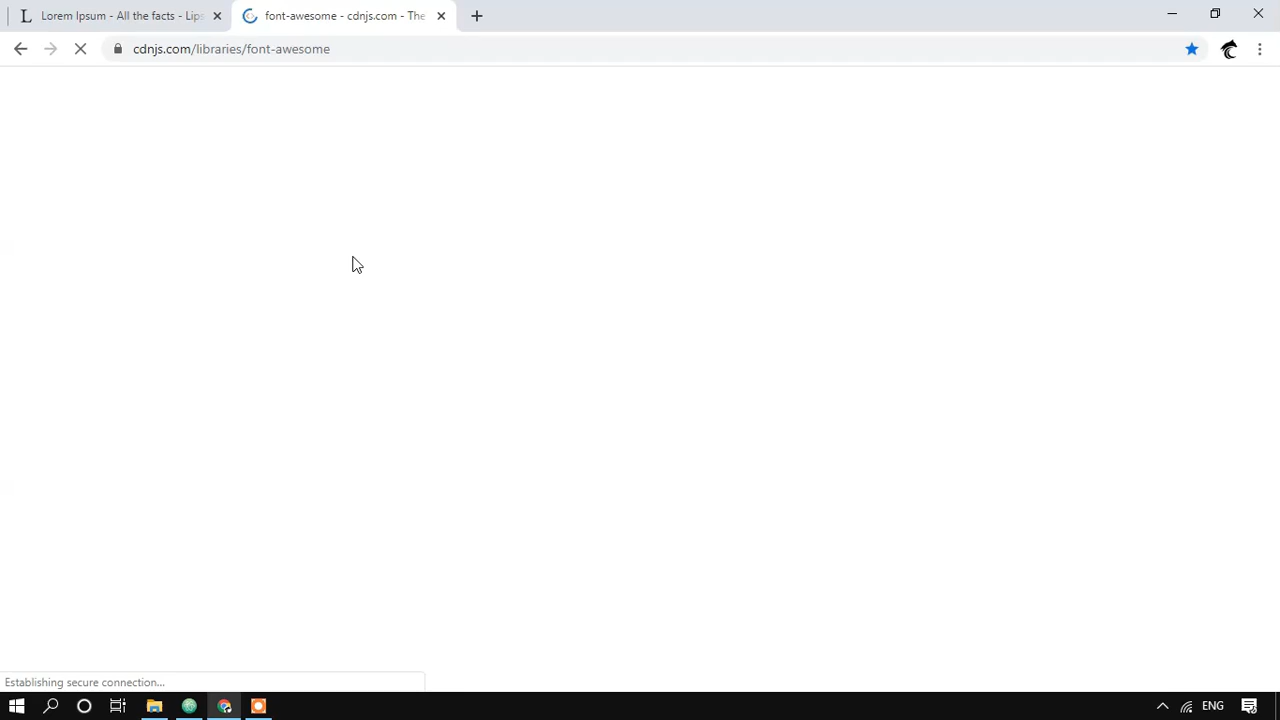 Lorem Ipsum - All the facts - Lips
font-awesome - cdnjs.com - The
cdnjs.com/libraries/font-awesome
Establishing secure connection...
ENG